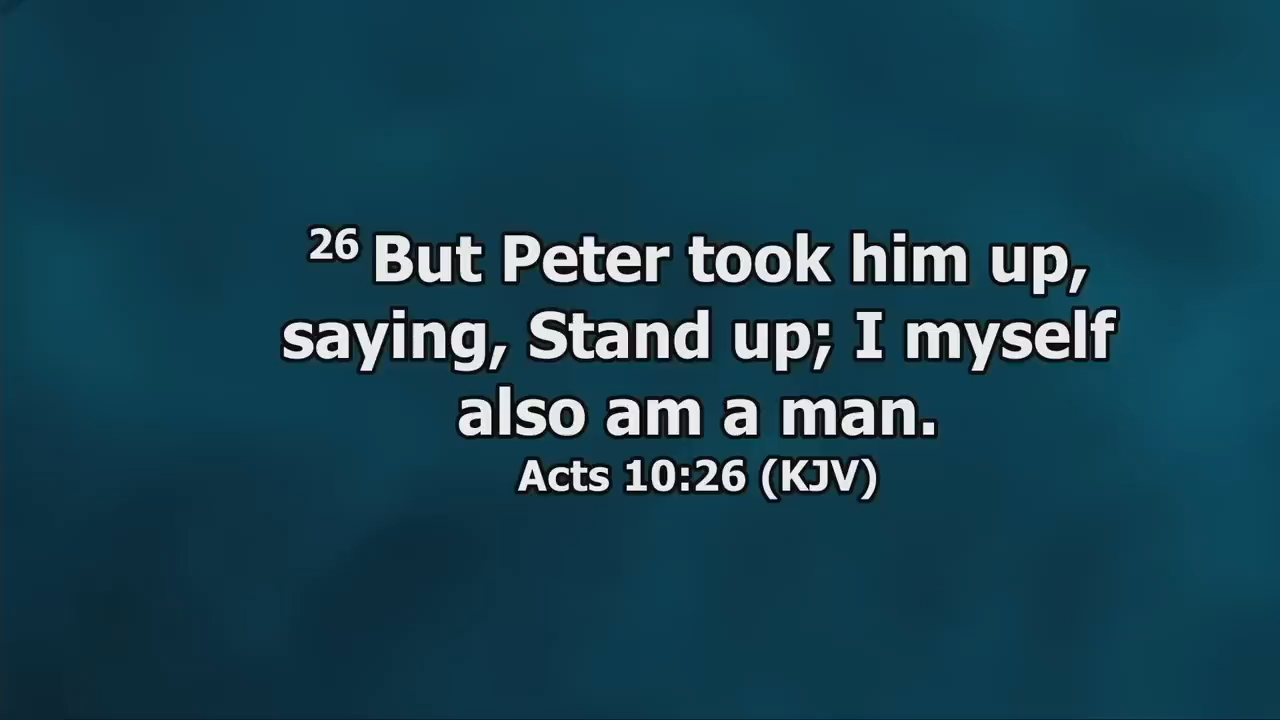 26 But Peter took him up,
saying, Stand up; I myself
also am a man.
Acts 10:26 (KJV)